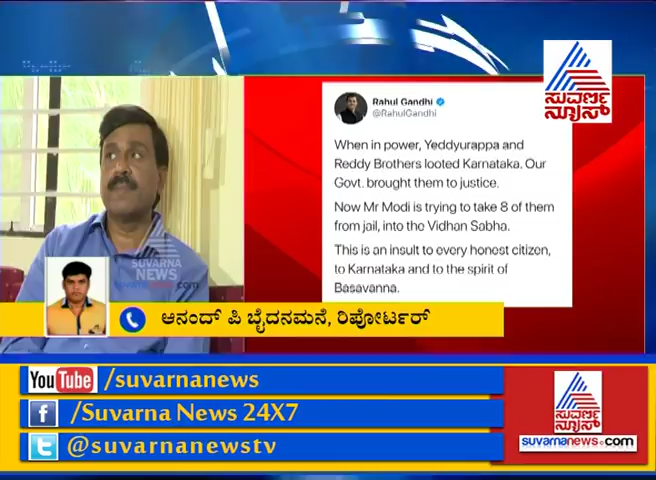 ಸುವರ್ಣ
ನ್ಯೂಸ್
Rahul Gandhi
@RahulGandhi
When in power, Yeddyurappa and
Reddy Brothers looted Karnataka. Our
Govt. brought them to justice.
Now Mr Modi is trying to take 8 of them
from jail, into the Vidhan Sabha.
This is an insult to every honest citizen,
to Karnataka and to the spirit of
Basavanna.
SUVARNA
NEWS
ಆನಂದ್ ಪಿ ಬೈದನಮನೆ, ರಿಪೋರ್ಟರ್
YouTube /suvarnanews
f /Suvarna News 24X7
@suvarnanewstv
ಸುವರ್ಣ
ನ್ಯೂಸ್
suvarnanews.com